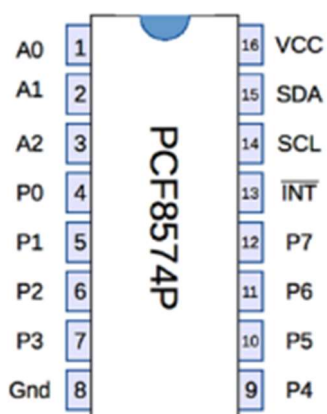 A0 1 16 VCC
A1 2 15 SDA
A2 3 14 SCL
P0 4 13 INT
P1 5 12 P7
P2 6 11 P6
P3 7 10 P5
Gnd 8 9 P4
PCF8574P